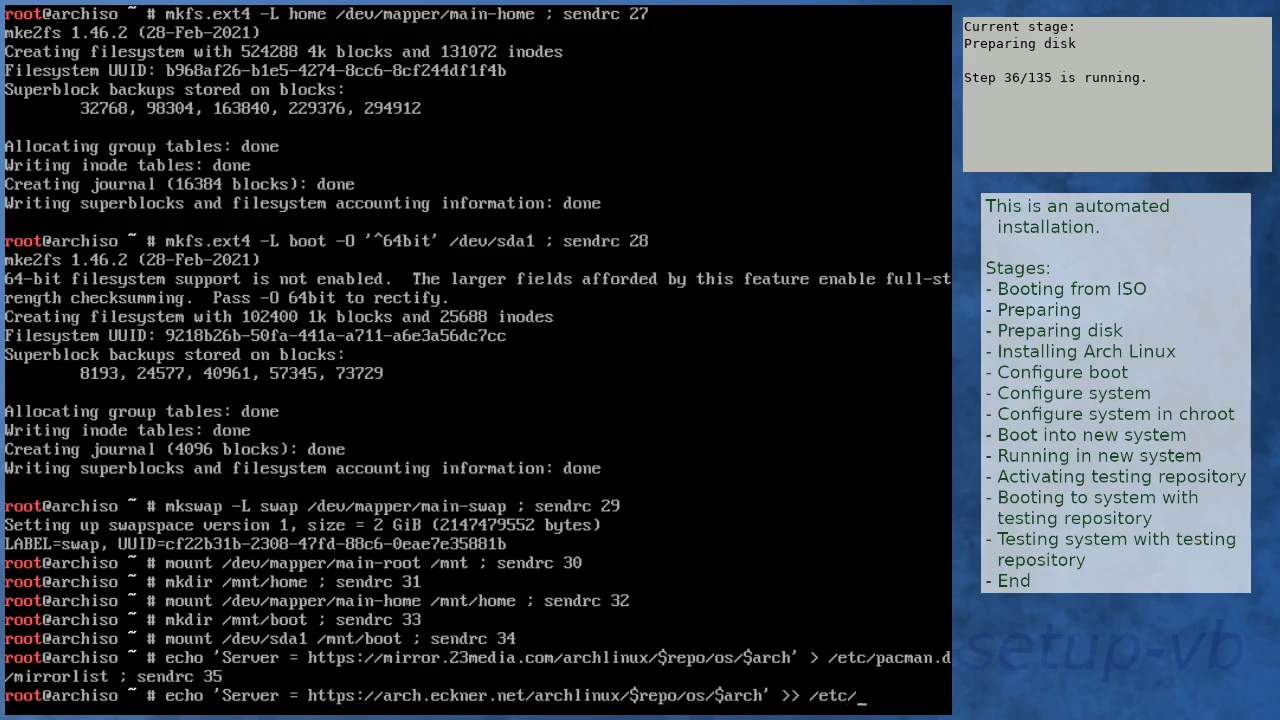 root@archiso ~ # mkfs.ext4 -L home /dev/mapper/main-home ; sendrc 27
mke2fs 1.46.2 (28-Feb-2021)
Creating filesystem with 524288 4k blocks and 131072 inodes
Filesystem UUID: b968af26-b1e5-4274-8cc6-8cf244df1f4b
Superblock backups stored on blocks:
        32768, 98304, 163840, 229376, 294912

Allocating group tables: done
Writing inode tables: done
Creating journal (16384 blocks): done
Writing superblocks and filesystem accounting information: done

root@archiso ~ # mkfs.ext4 -L boot -O '^64bit' /dev/sda1 ; sendrc 28
mke2fs 1.46.2 (28-Feb-2021)
64-bit filesystem support is not enabled.  The larger fields afforded by this feature enable full-st
rength checksumming.  Pass -O 64bit to rectify.
Creating filesystem with 102400 1k blocks and 25688 inodes
Filesystem UUID: 9218b26b-50fa-441a-a711-a6e3a56dc7cc
Superblock backups stored on blocks:
        8193, 24577, 40961, 57345, 73729

Allocating group tables: done
Writing inode tables: done
Creating journal (4096 blocks): done
Writing superblocks and filesystem accounting information: done

root@archiso ~ # mkswap -L swap /dev/mapper/main-swap ; sendrc 29
Setting up swapspace version 1, size = 2 GiB (2147479552 bytes)
LABEL=swap, UUID=cf22b31b-2308-47fd-88c6-0eae7e35881b
root@archiso ~ # mount /dev/mapper/main-root /mnt ; sendrc 30
root@archiso ~ # mkdir /mnt/home ; sendrc 31
root@archiso ~ # mount /dev/mapper/main-home /mnt/home ; sendrc 32
root@archiso ~ # mkdir /mnt/boot ; sendrc 33
root@archiso ~ # mount /dev/sda1 /mnt/boot ; sendrc 34
root@archiso ~ # echo 'Server = https://mirror.23media.com/archlinux/$repo/os/$arch' > /etc/pacman.d
/mirrorlist ; sendrc 35
root@archiso ~ # echo 'Server = https://arch.eckner.net/archlinux/$repo/os/$arch' >> /etc/_
Current stage:
Preparing disk

Step 36/135 is running.
This is an automated
installation.

Stages:
- Booting from ISO
- Preparing
- Preparing disk
- Installing Arch Linux
- Configure boot
- Configure system
- Configure system in chroot
- Boot into new system
- Running in new system
- Activating testing repository
- Booting to system with
testing repository
- Testing system with testing
repository
- End
setup-vb